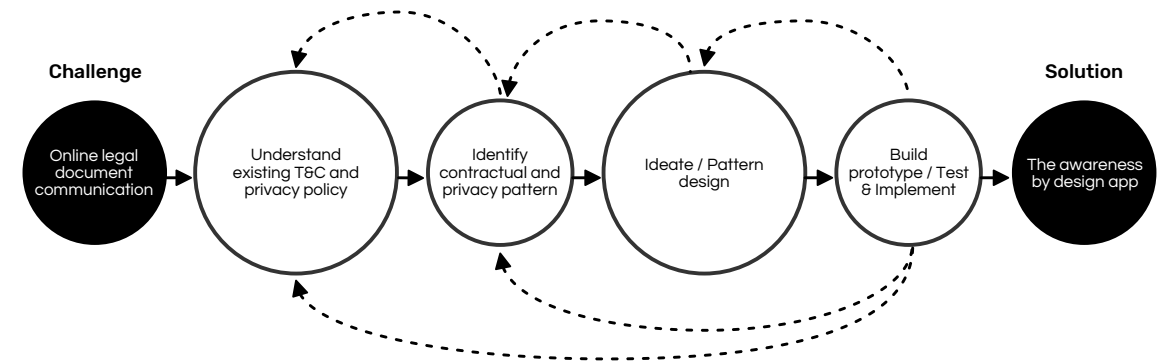 Challenge
Online legal
document
communication
Understand
existing T&C and
privacy policy
Identify
contractual and
privacy pattern
Ideate / Pattern
design
Build
prototype / Test
& Implement
Solution
The awareness
by design app